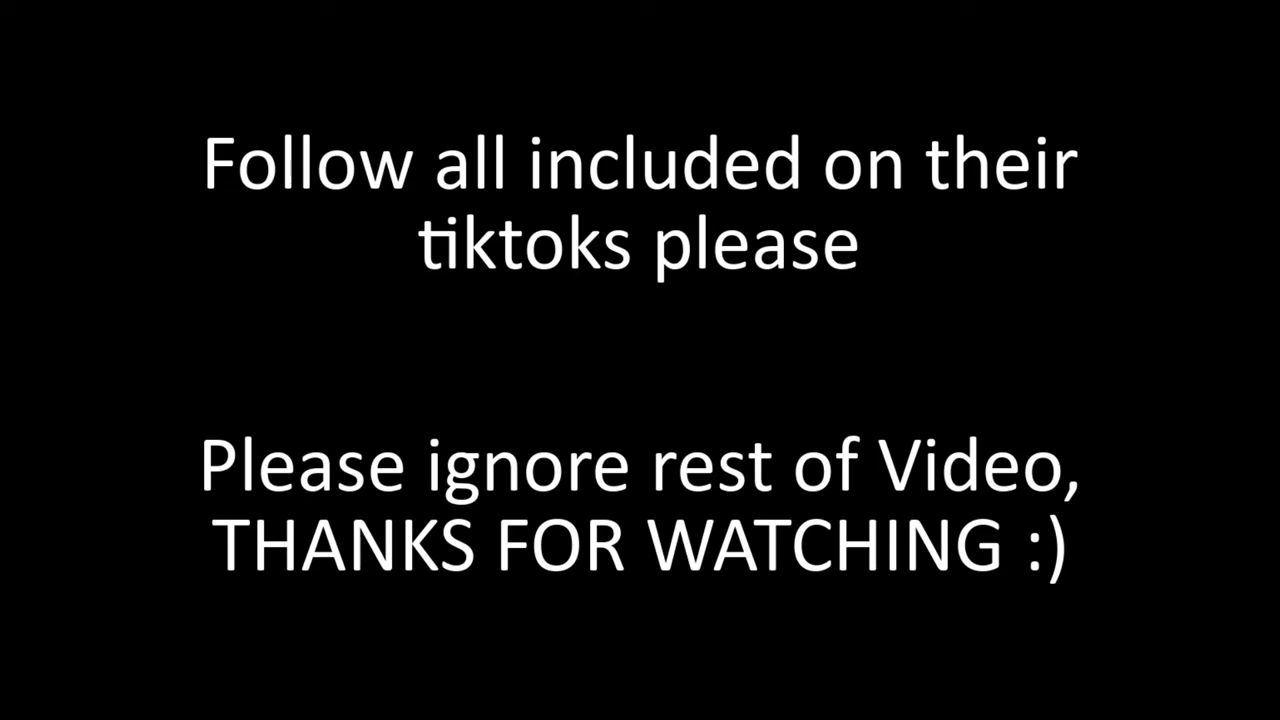 Follow all included on their
tiktoks please
Please ignore rest of Video,
THANKS FOR WATCHING :)